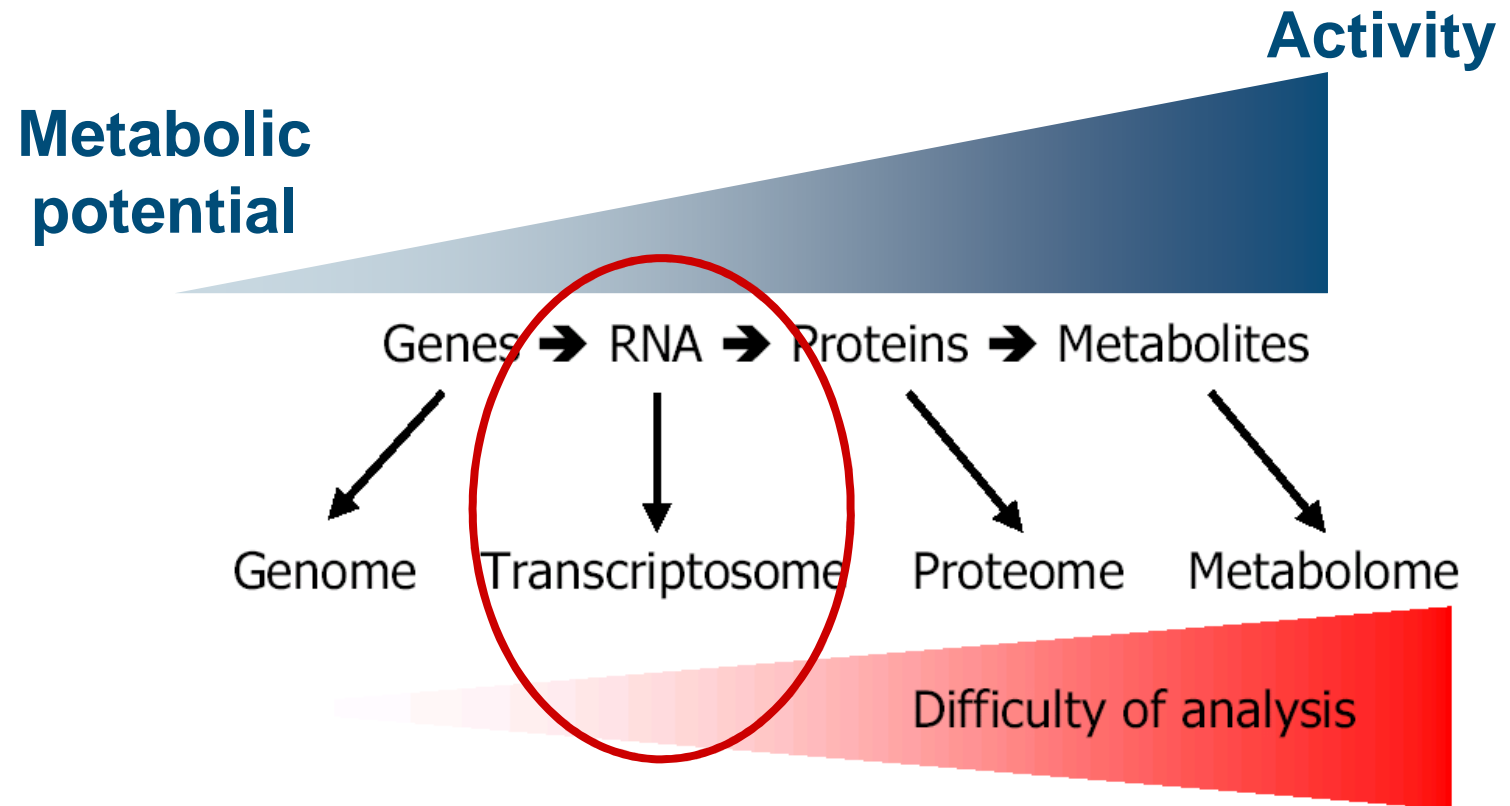 Activity
Metabolic
potential
Genes ➔ RNA ➔ Proteins ➔ Metabolites
Genome Transcriptosome Proteome Metabolome
Difficulty of analysis